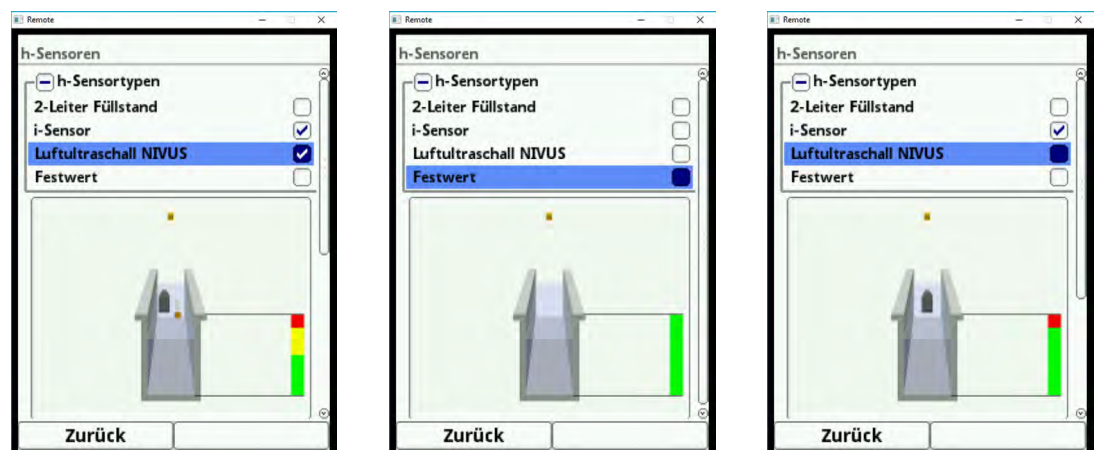 Remote
h-Sensoren
h-Sensortypen
2-Leiter Füllstand
i-Sensor
Luftultraschall NIVUS
Festwert
Zurück
Remote
h-Sensoren
h-Sensortypen
2-Leiter Füllstand
i-Sensor
Luftultraschall NIVUS
Festwert
Zurück
Remote
h-Sensoren
h-Sensortypen
2-Leiter Füllstand
i-Sensor
Luftultraschall NIVUS
Festwert
Zurück